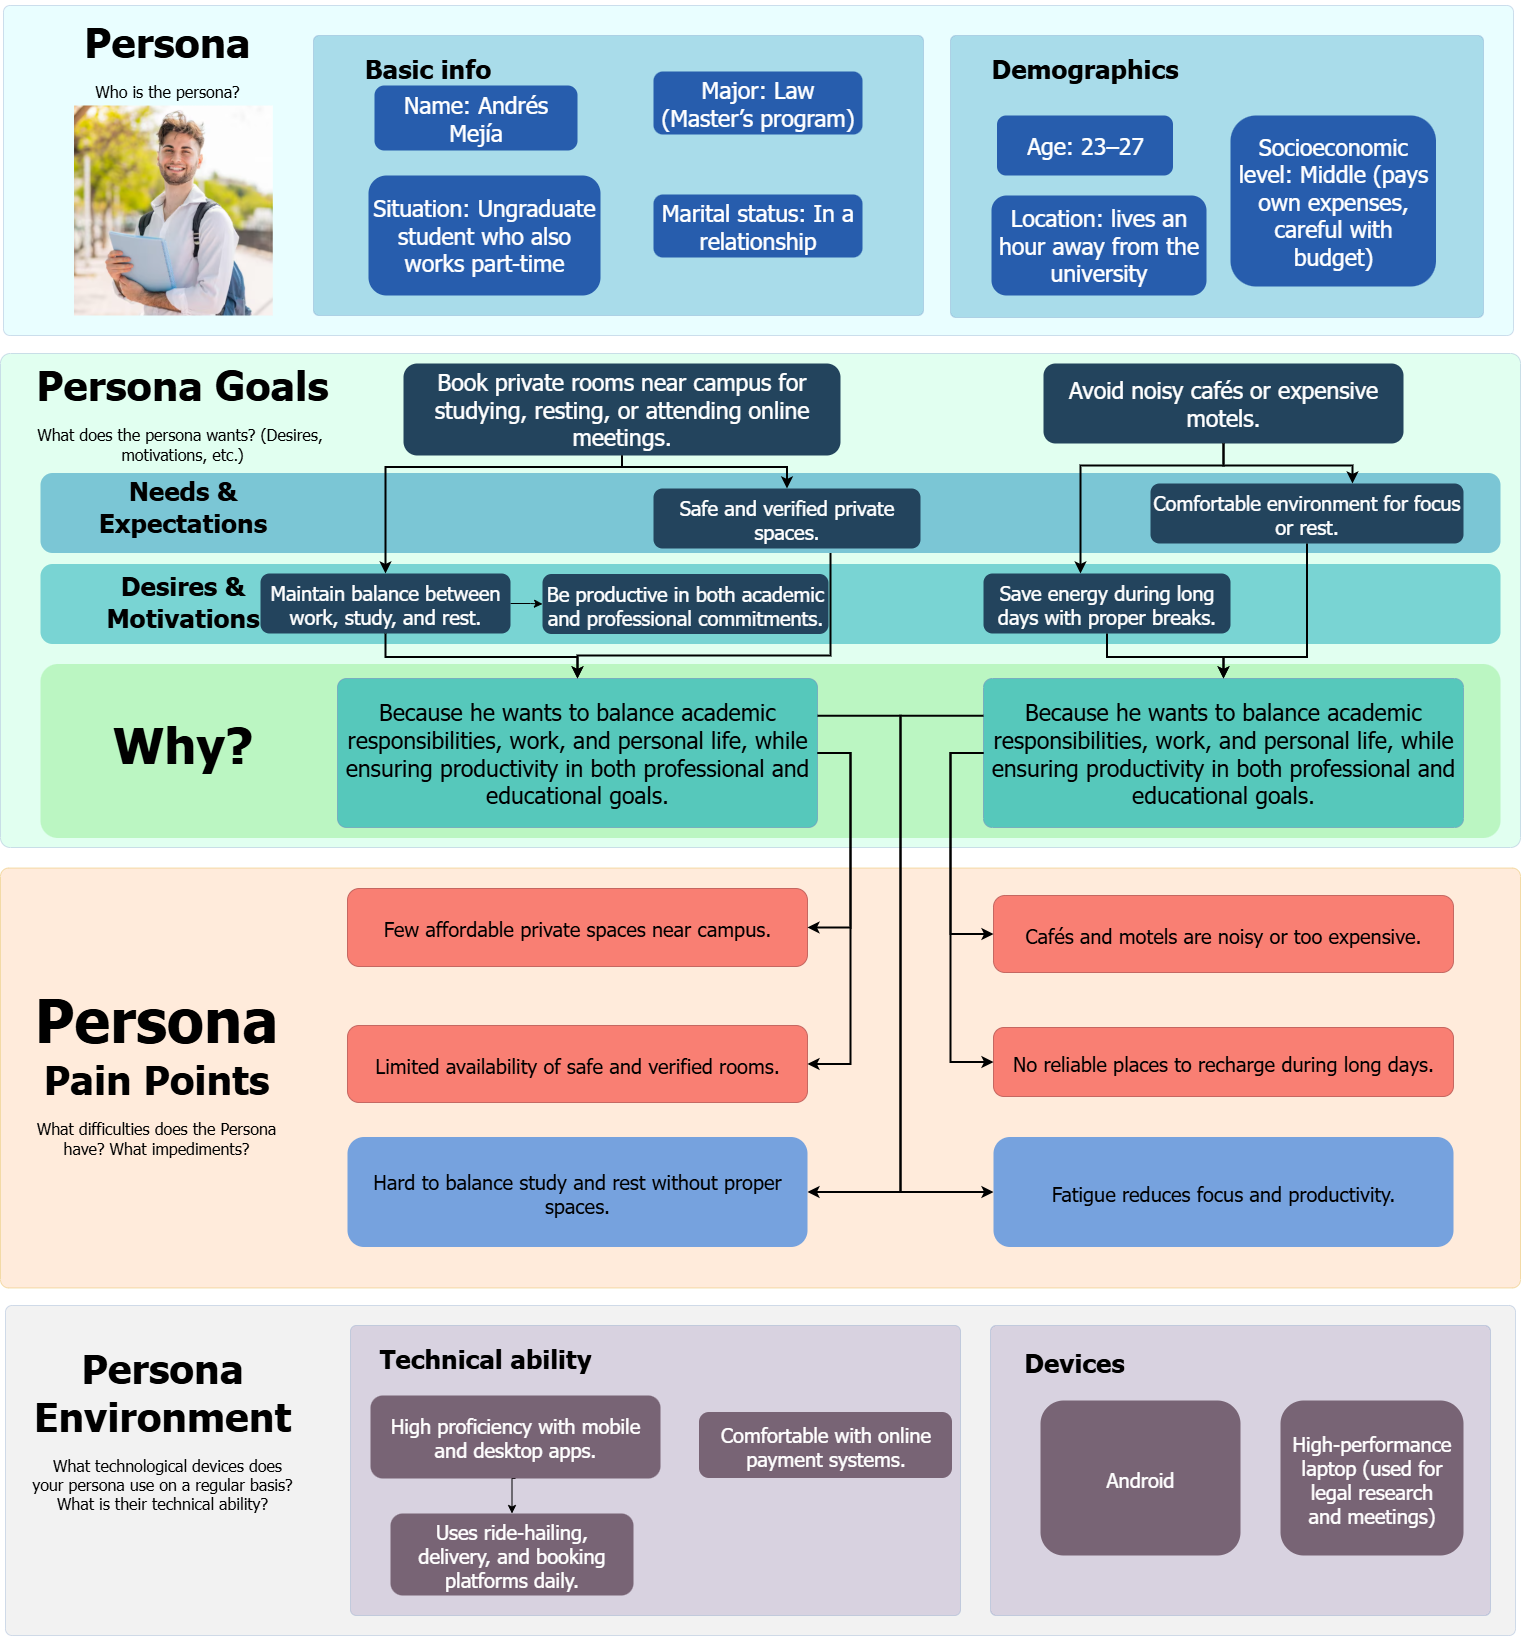 Persona
Who is the persona?
Basic info
Name: Andrés
Mejía
Major: Law
(Master’s program)
Situation: Ungraduate
student who also
works part-time
Marital status: In a
relationship
Demographics
Age: 23–27
Location: lives an
hour away from the
university
Socioeconomic
level: Middle (pays
own expenses,
careful with
budget)
Persona Goals
What does the persona wants? (Desires,
motivations, etc.)
Book private rooms near campus for
studying, resting, or attending online
meetings.
Avoid noisy cafés or expensive
motels.
Needs &
Expectations
Safe and verified private
spaces.
Comfortable environment for focus
or rest.
Desires &
Motivations
Maintain balance between
work, study, and rest.
Be productive in both academic
and professional commitments.
Save energy during long
days with proper breaks.
Why?
Because he wants to balance academic
responsibilities, work, and personal life, while
ensuring productivity in both professional and
educational goals.
Because he wants to balance academic
responsibilities, work, and personal life, while
ensuring productivity in both professional and
educational goals.
Persona
Pain Points
What difficulties does the Persona
have? What impediments?
Few affordable private spaces near campus.
Cafés and motels are noisy or too expensive.
Limited availability of safe and verified rooms.
No reliable places to recharge during long days.
Hard to balance study and rest without proper
spaces.
Fatigue reduces focus and productivity.
Persona
Environment
What technological devices does
your persona use on a regular basis?
What is their technical ability?
Technical ability
High proficiency with mobile
and desktop apps.
Comfortable with online
payment systems.
Uses ride-hailing,
delivery, and booking
platforms daily.
Devices
Android
High-performance
laptop (used for
legal research
and meetings)